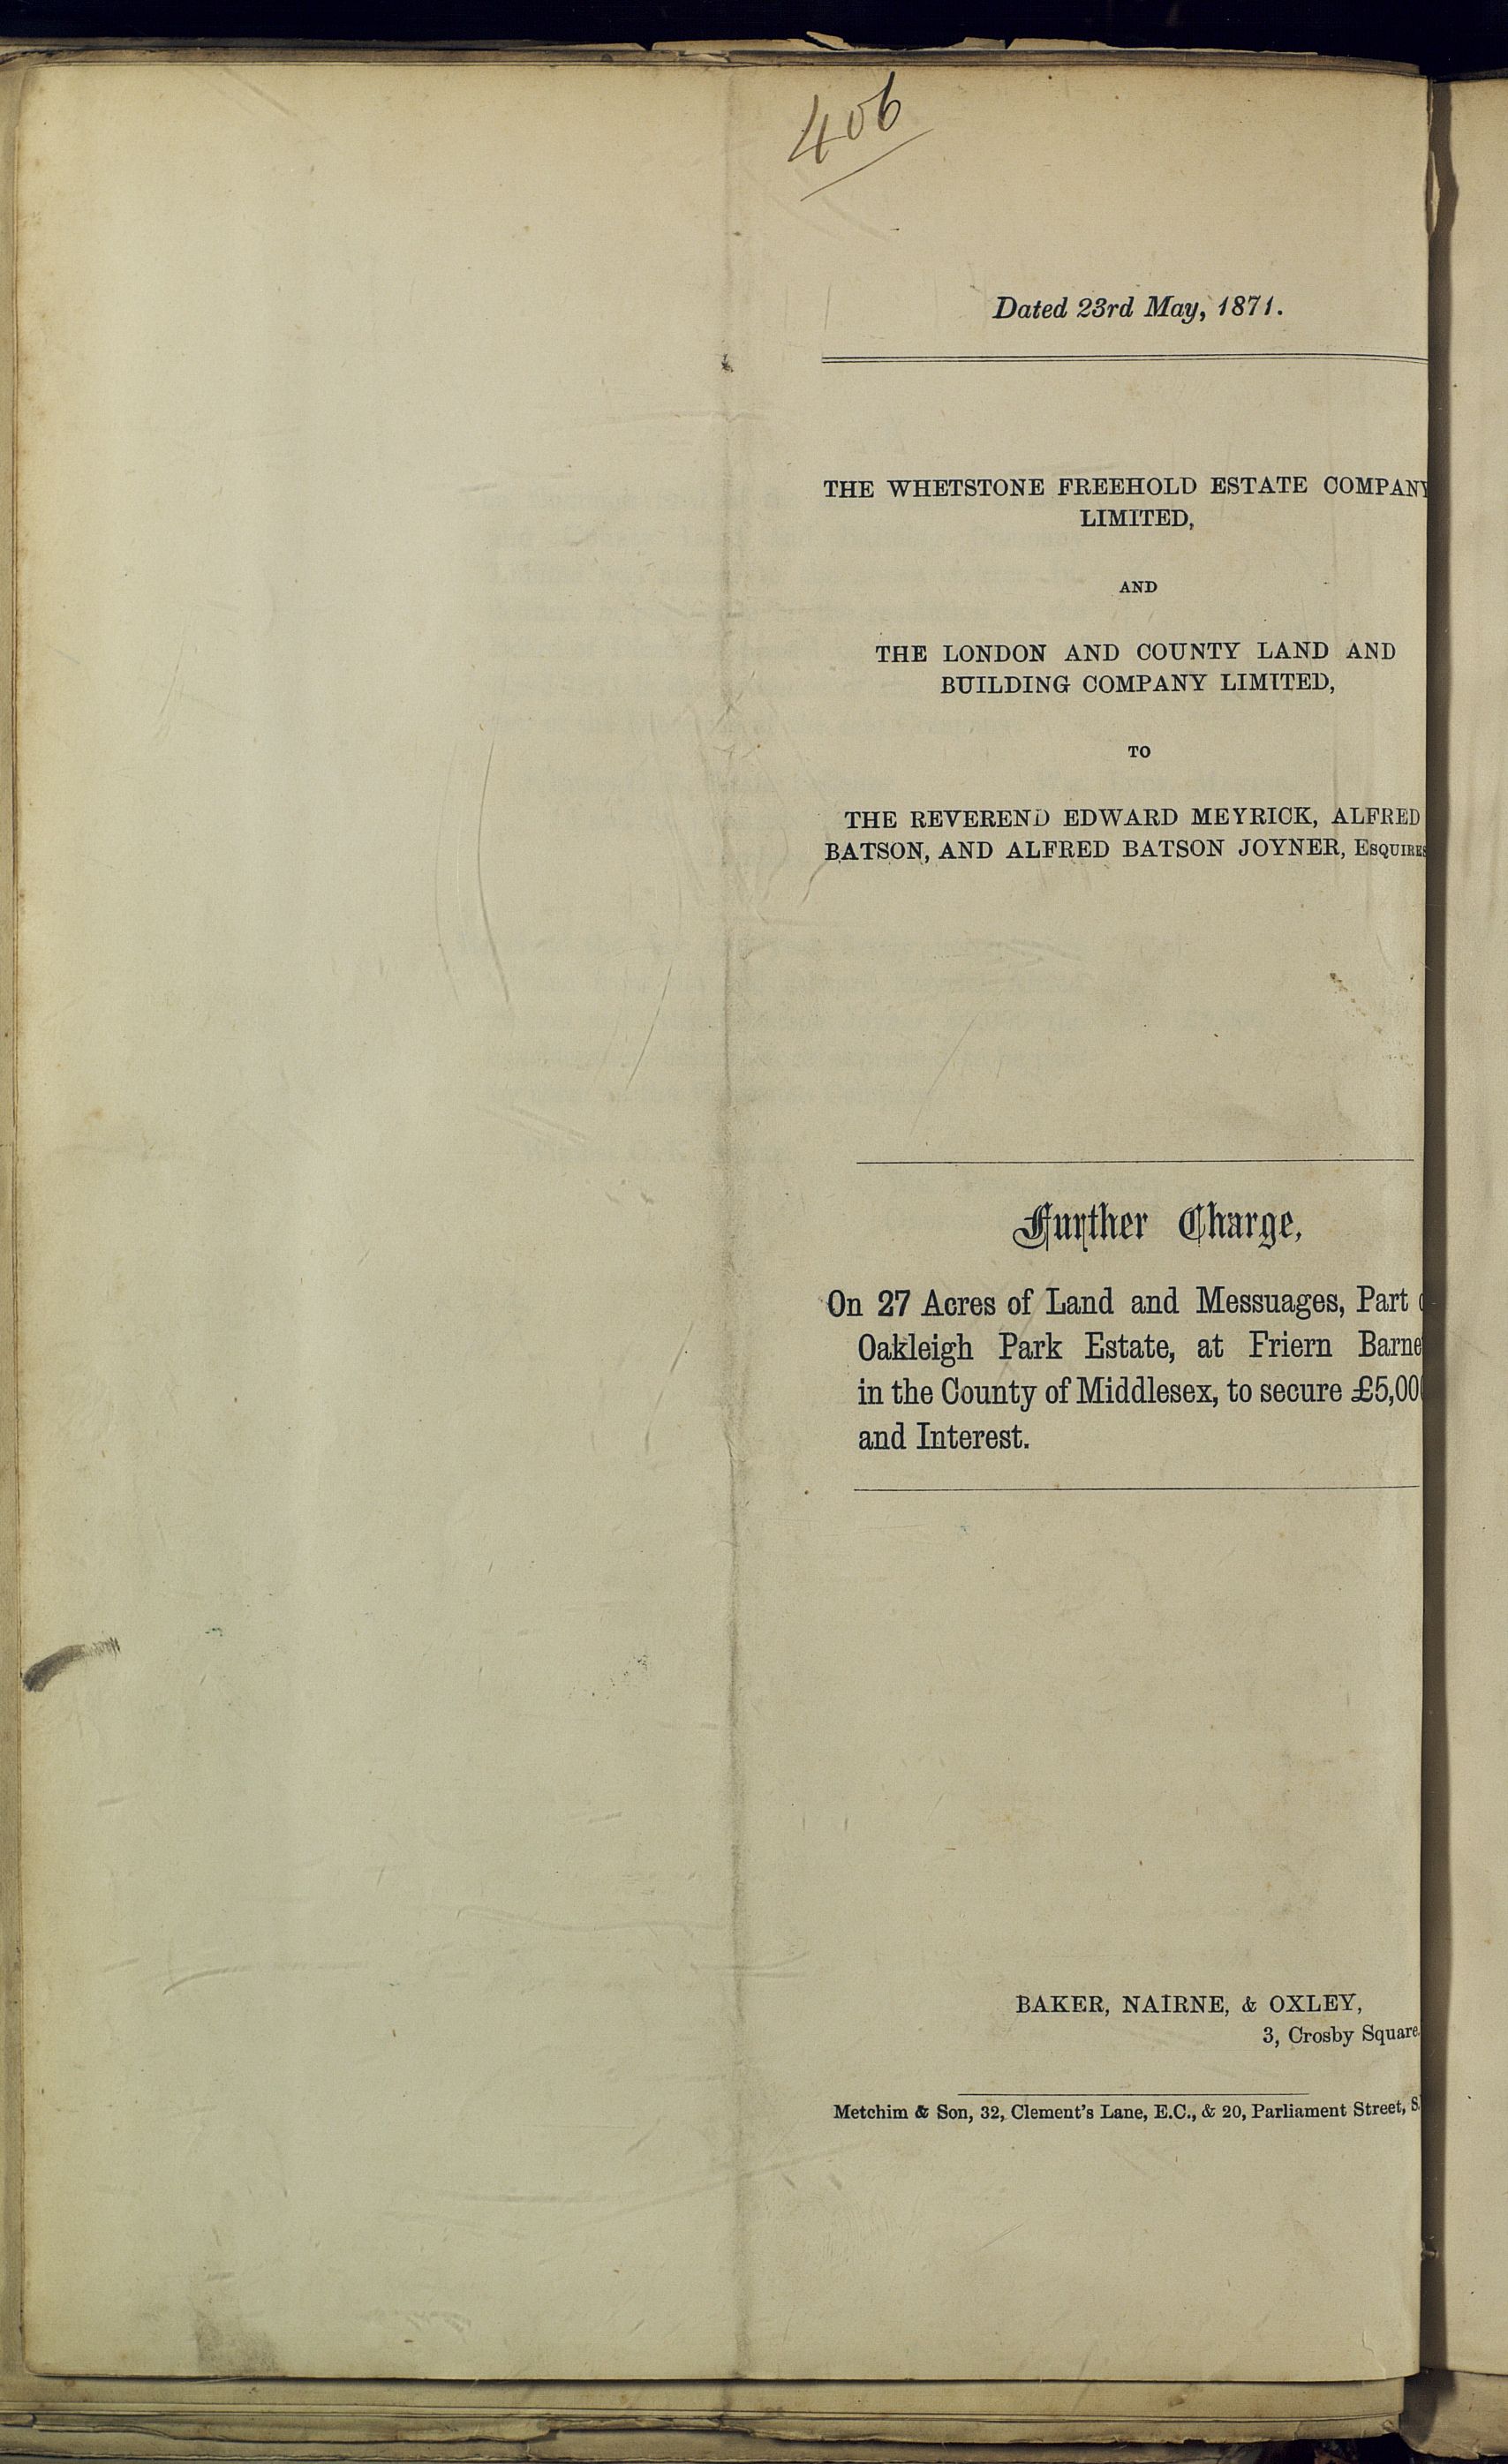 406
Dated 23rd May, 1871.
THE WHETSTONE FREEHOLD ESTATE COMPANY
LIMITED,
AND
THE LONDON AND COUNTY LAND AND
BUILDING COMPANY LIMITED,
TO
THE REVEREND EDWARD MEYRICK, ALFRED
BATSON, AND ALFRED BATSON JOYNER, ESQUIRES
Further Charge,
On 27 Acres of Land and Messuages, Part
Oakleigh Park Estate, at Friern Barne
in the County of Middlesex, to secure £5,000
and Interest.
BAKER, NAIRNE, & OXLEY,
3, Crosby Square.
Metchim & Son, 32, Clement's Lane, E.C., & 20, Parliament Street, S.